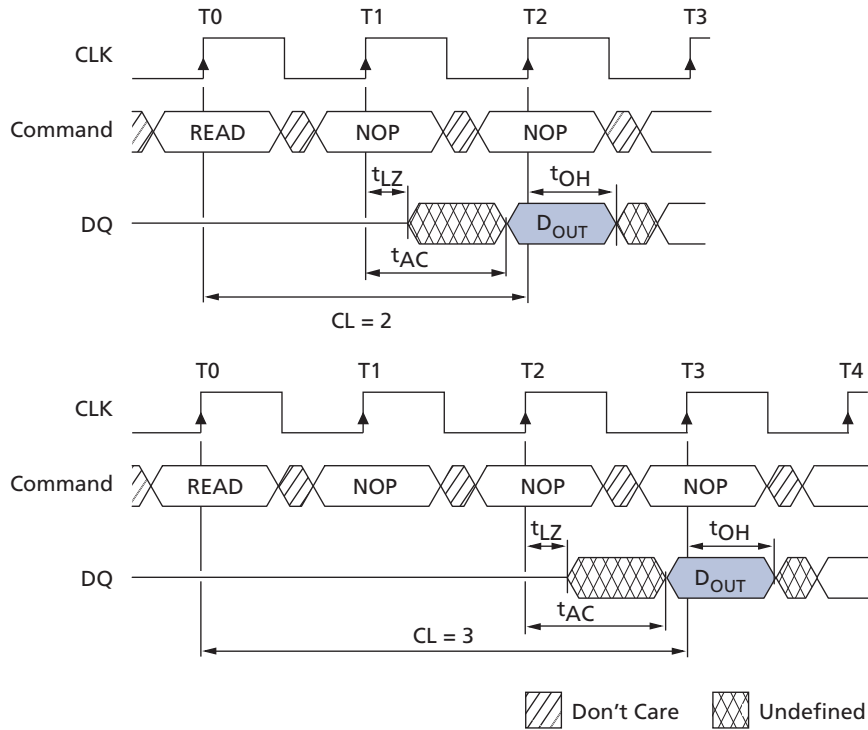 T0 T1 T2 T3
CLK
Command READ NOP NOP
tLZ tOH
DQ DOUT
tAC
CL = 2
T0 T1 T2 T3 T4
CLK
Command READ NOP NOP NOP
tLZ tOH
DQ DOUT
tAC
CL = 3
Don't Care Undefined